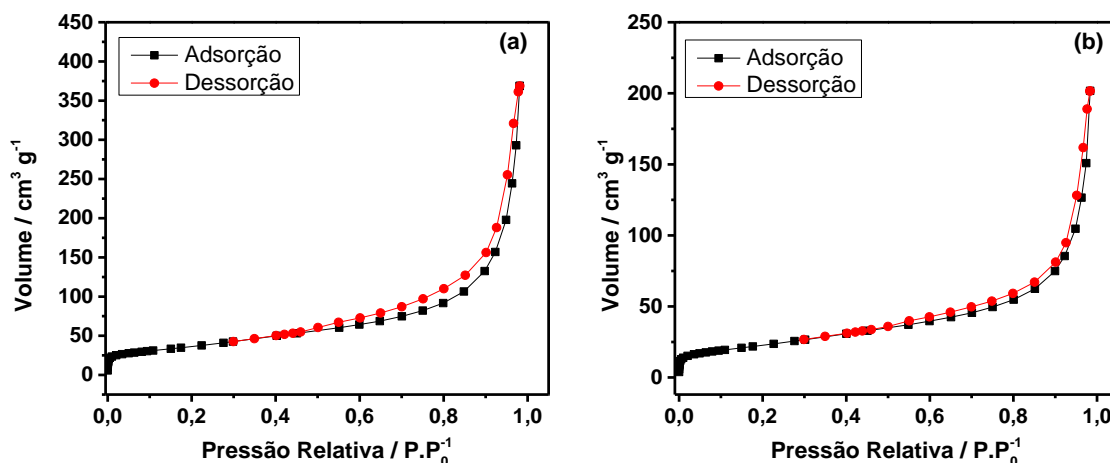 (a)
Adsorção
Dessorção
Volume / cm³ g⁻¹
450
400
350
300
250
200
150
100
50
0
0,0 0,2 0,4 0,6 0,8 1,0
Pressão Relativa / P.P₀⁻¹
(b)
Adsorção
Dessorção
Volume / cm³ g⁻¹
250
200
150
100
50
0
0,0 0,2 0,4 0,6 0,8 1,0
Pressão Relativa / P.P₀⁻¹